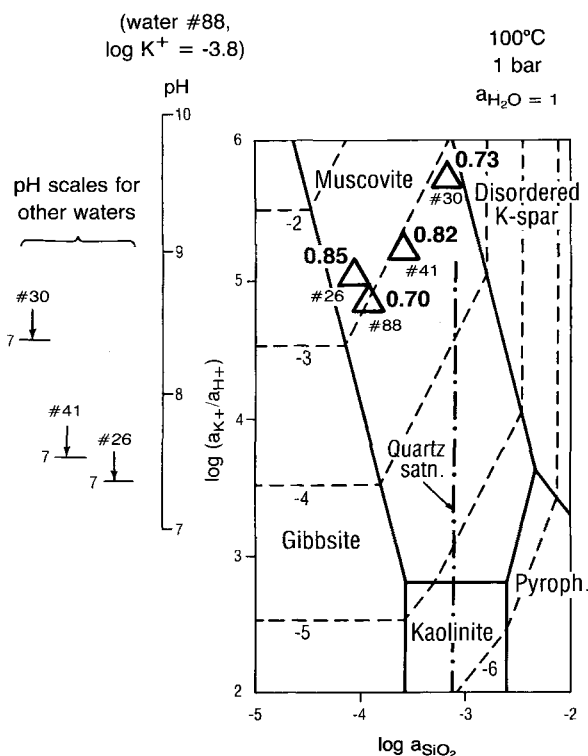 (water #88,
log K+ = -3.8)
pH
100°C
1 bar
aH2O = 1
pH scales for
other waters
#30
7
#41
7
#26
7
10
9
8
7
6
5
4
3
2
Muscovite
Disordered
K-spar
0.73
#30
0.82
#41
0.85
#26
0.70
#88
-2
-3
-4
-5
-6
Quartz
satn.
Gibbsite
Kaolinite
Pyroph.
log (aK+/aH+)
-5
-4
-3
-2
log aSiO2